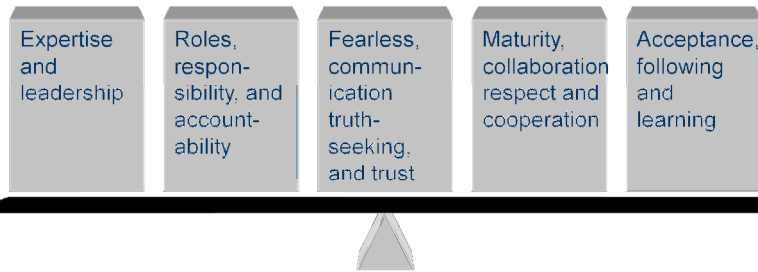 Expertise
and
leadership
Roles,
respon-
sibility, and
account-
ability
Fearless,
commun-
ication
truth-
seeking,
and trust
Maturity,
collaboration
respect and
cooperation
Acceptance,
following
and
learning